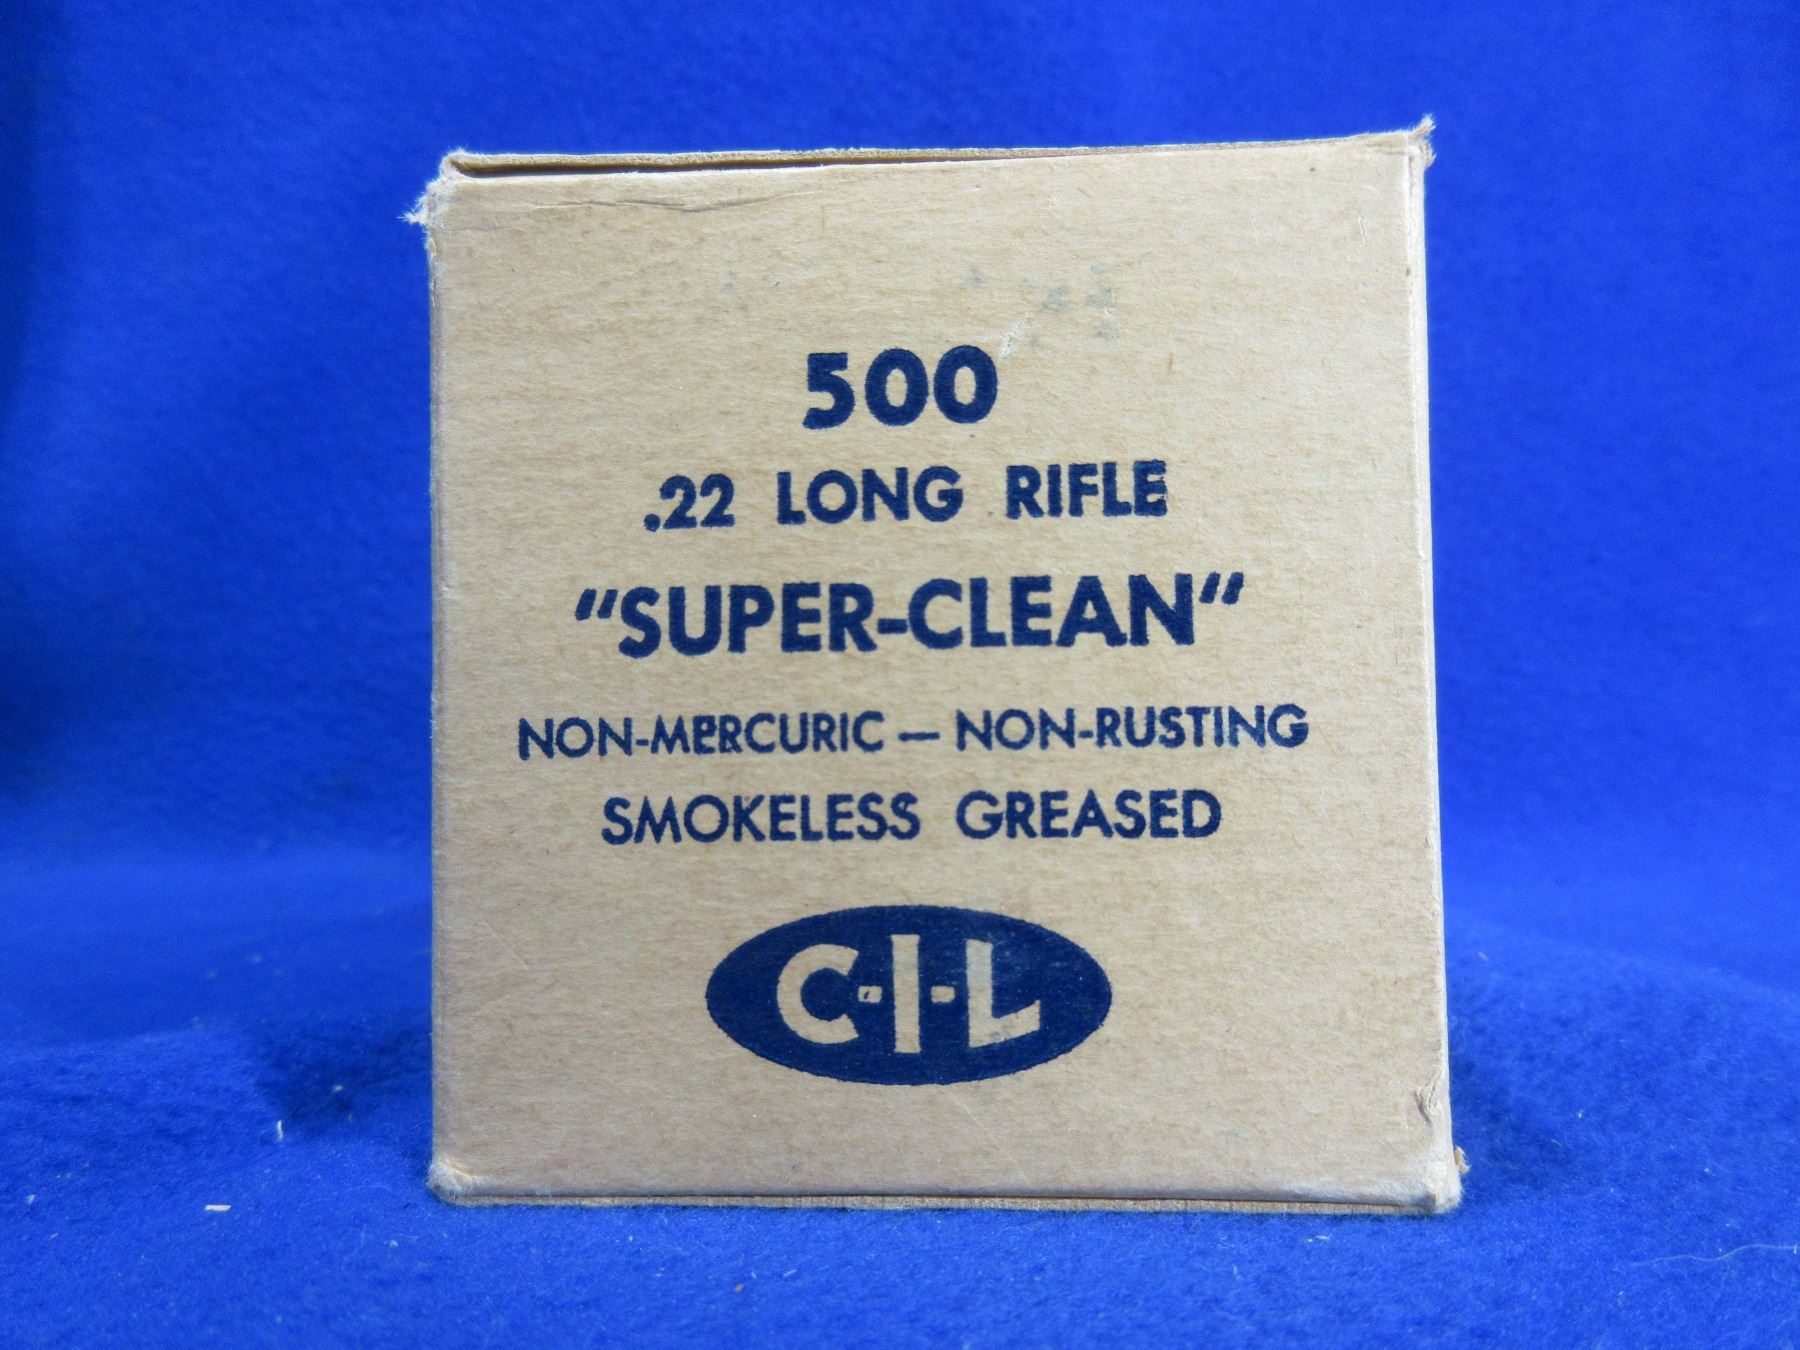 500
.22 LONG RIFLE
"SUPER-CLEAN"
NON-MERCURIC — NON-RUSTING
SMOKELESS GREASED
C-I-L